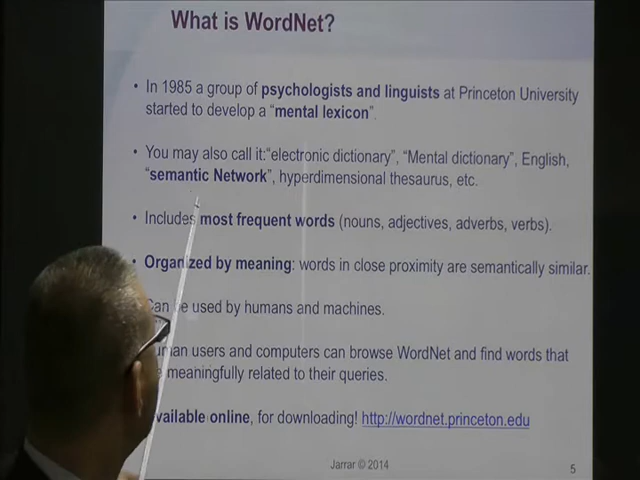 What is WordNet?
• In 1985 a group of psychologists and linguists at Princeton University
started to develop a “mental lexicon”.
• You may also call it:“electronic dictionary”, “Mental dictionary”, English,
“semantic Network”, hyperdimensional thesaurus, etc.
• Includes most frequent words (nouns, adjectives, adverbs, verbs).
• Organized by meaning: words in close proximity are semantically similar.
Can be used by humans and machines.
users and computers can browse WordNet and find words that
meaningfully related to their queries.
online, for downloading! http://wordnet.princeton.edu
Jarrar © 2014
5